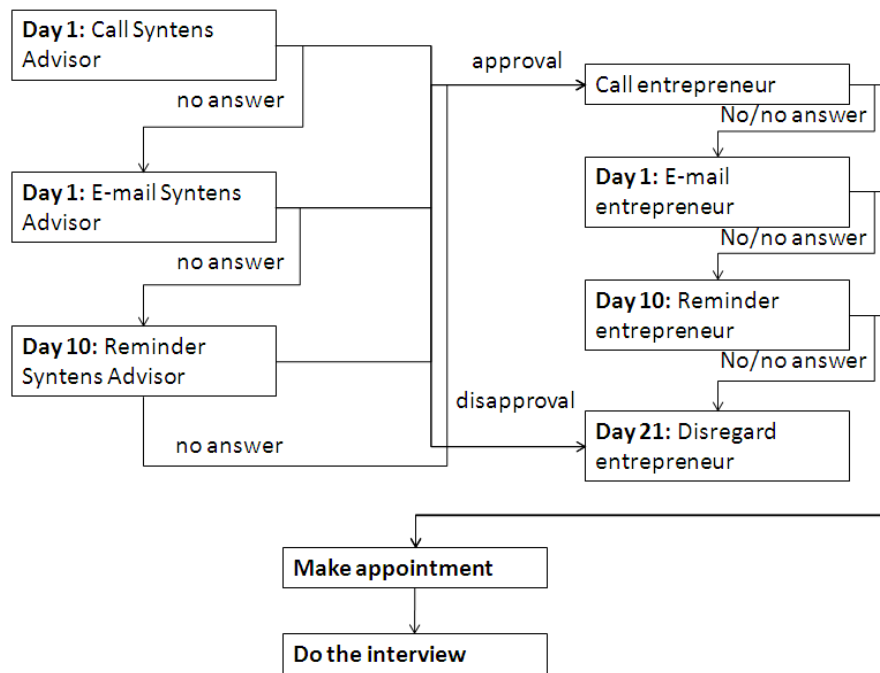 Day 1: Call Syntens
Advisor
no answer
Day 1: E-mail Syntens
Advisor
no answer
Day 10: Reminder
Syntens Advisor
no answer
approval
disapproval
Call entrepreneur
No/no answer
Day 1: E-mail
entrepreneur
No/no answer
Day 10: Reminder
entrepreneur
No/no answer
Day 21: Disregard
entrepreneur
Make appointment
Do the interview